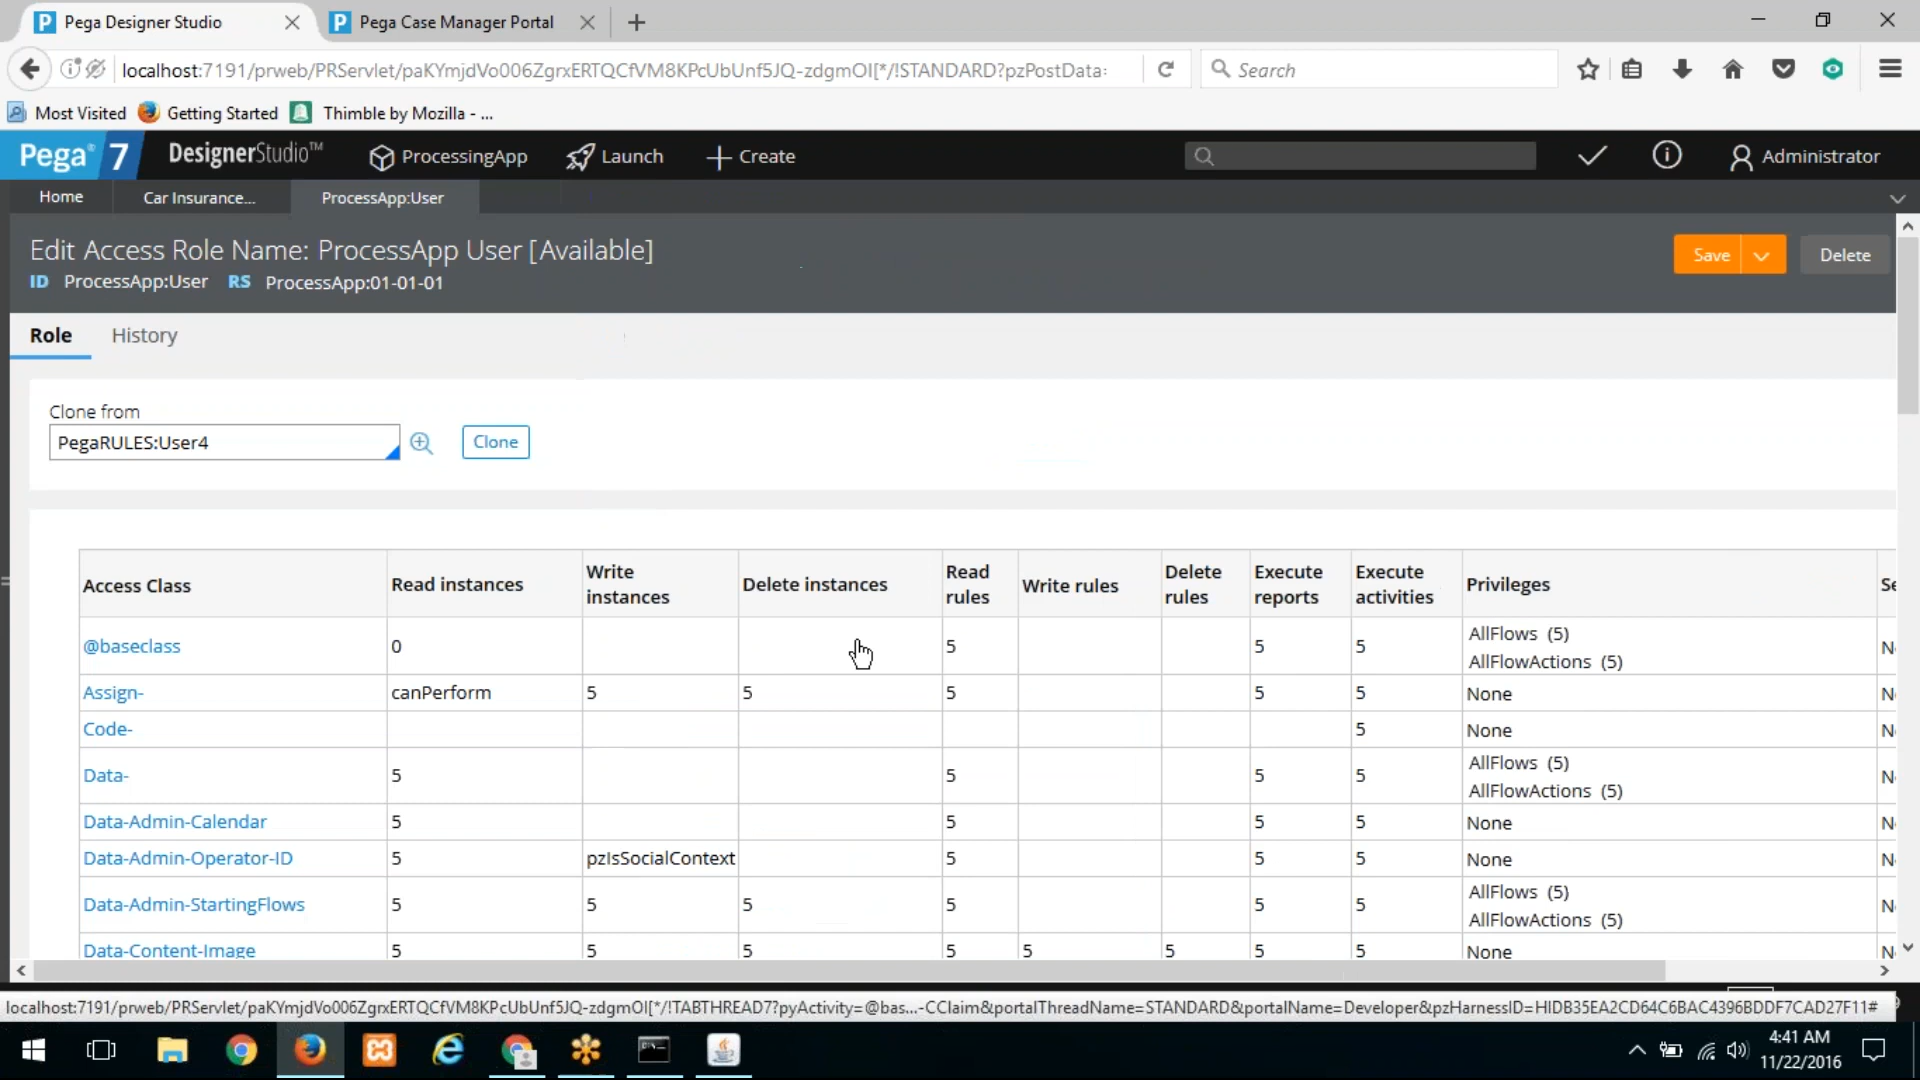 Pega Designer Studio
Pega Case Manager Portal
localhost:7191/prweb/PRServlet/paKYmjdVo006ZgrxERTQCfVM8KPcUbUnf5JQ-zdgmOI[*/!STANDARD?pzPostData:
Search
Most Visited Getting Started Thimble by Mozilla - ...
Pega 7 DesignerStudio™ ProcessingApp Launch Create Administrator
Home Car Insurance... ProcessApp:User
Edit Access Role Name: ProcessApp User [Available]
Save Delete
ID ProcessApp:User RS ProcessApp:01-01-01
Role History
Clone from
PegaRULES:User4 Clone
Access Class Read instances Write instances Delete instances Read rules Write rules Delete rules Execute reports Execute activities Privileges
@baseclass 0 5 5 5 AllFlows (5)
AllFlowActions (5)
Assign- canPerform 5 5 5 5 5 None
Code- 5 None
Data- 5 5 5 5 AllFlows (5)
AllFlowActions (5)
Data-Admin-Calendar 5 5 5 5 None
Data-Admin-Operator-ID 5 pzIsSocialContext 5 5 5 None
Data-Admin-StartingFlows 5 5 5 5 5 5 AllFlows (5)
AllFlowActions (5)
Data-Content-Image 5 5 5 5 5 5 5 5 None
localhost:7191/prweb/PRServlet/paKYmjdVo006ZgrxERTQCfVM8KPcUbUnf5JQ-zdgmOI[*/!TABTHREAD7?pyActivity=@bas...-CClaim&portalThreadName=STANDARD&portalName=Developer&pzHarnessID=HIDB35EA2CD64C6BAC4396BDDF7CAD27F11#
4:41 AM
11/22/2016